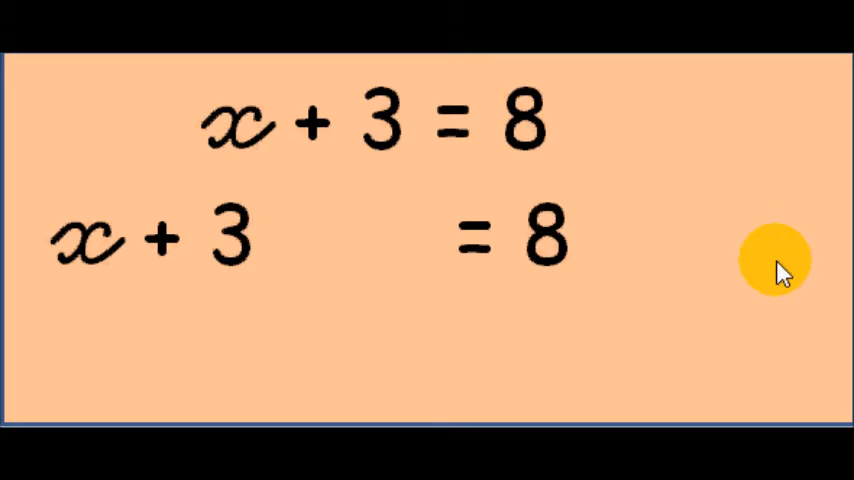 x + 3 = 8
x + 3 = 8